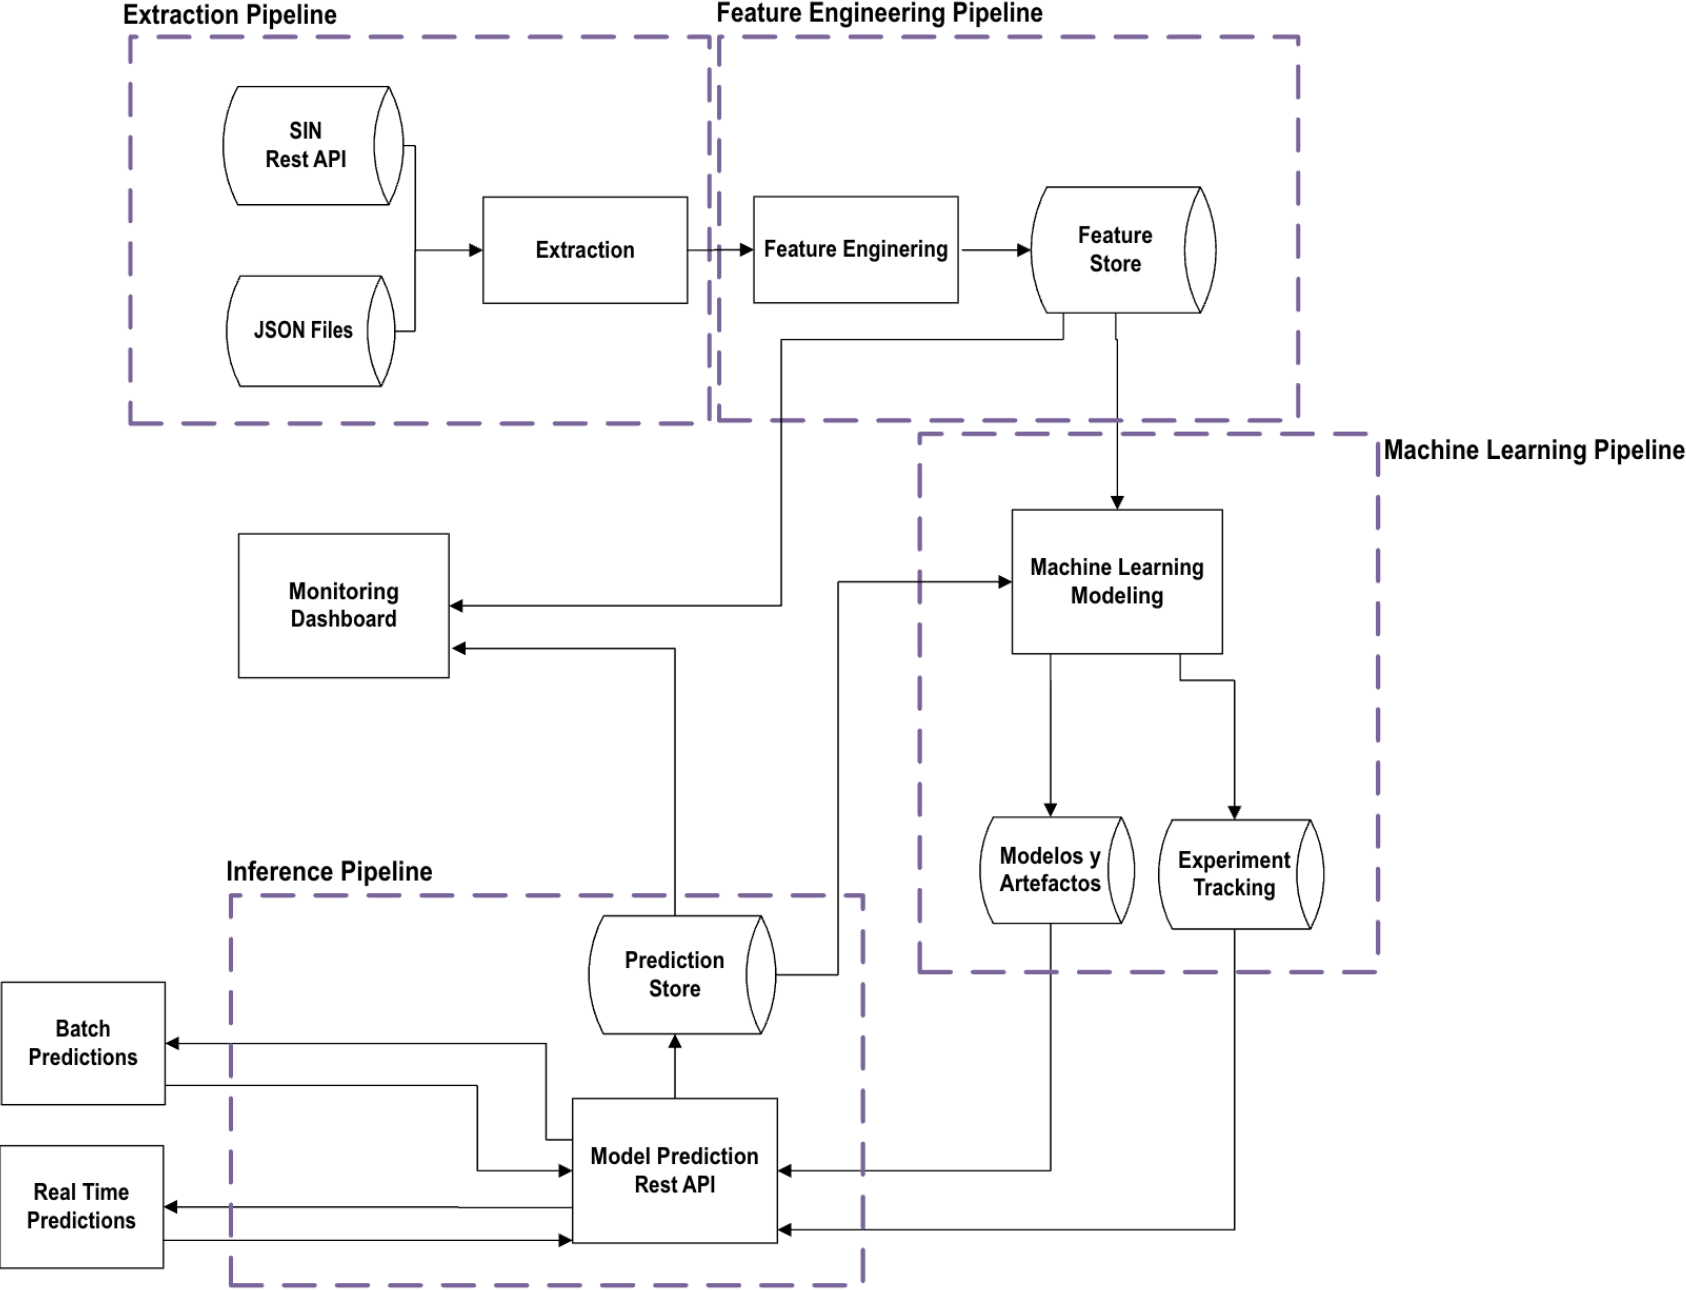 Extraction Pipeline
Feature Engineering Pipeline
SIN
Rest API
JSON Files
Extraction
Feature Enginering
Feature
Store
Machine Learning Pipeline
Monitoring
Dashboard
Machine Learning
Modeling
Modelos y
Artefactos
Experiment
Tracking
Inference Pipeline
Prediction
Store
Batch
Predictions
Model Prediction
Rest API
Real Time
Predictions